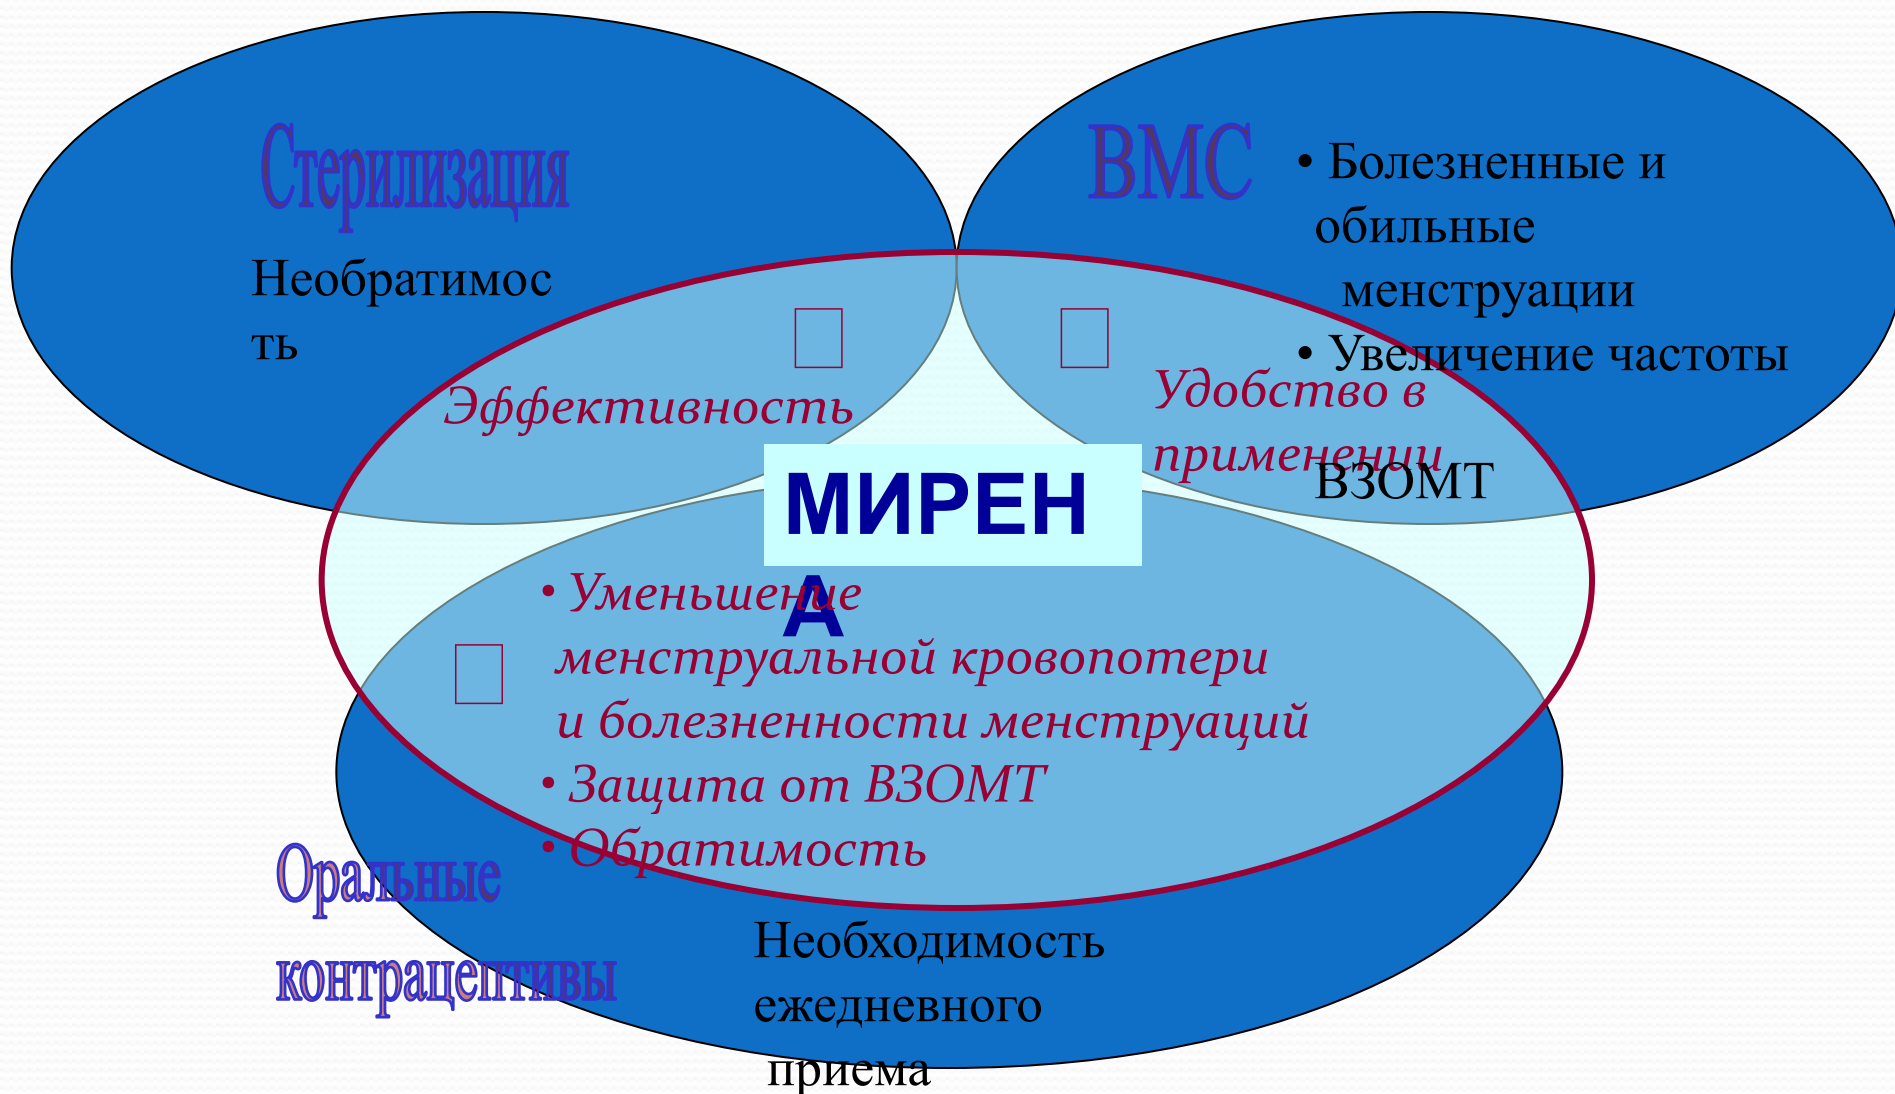 Стерилизация
Необратимос
ть
Эффективность
ВМС
• Болезненные и
обильные
менструации
• Увеличение частоты
ВЗОМТ
Удобство в
применении
МИРЕН
А
• Уменьшение
менструальной кровопотери
и болезненности менструаций
• Защита от ВЗОМТ
• Обратимость
Оральные
контрацептивы
Необходимость
ежедневного
приема